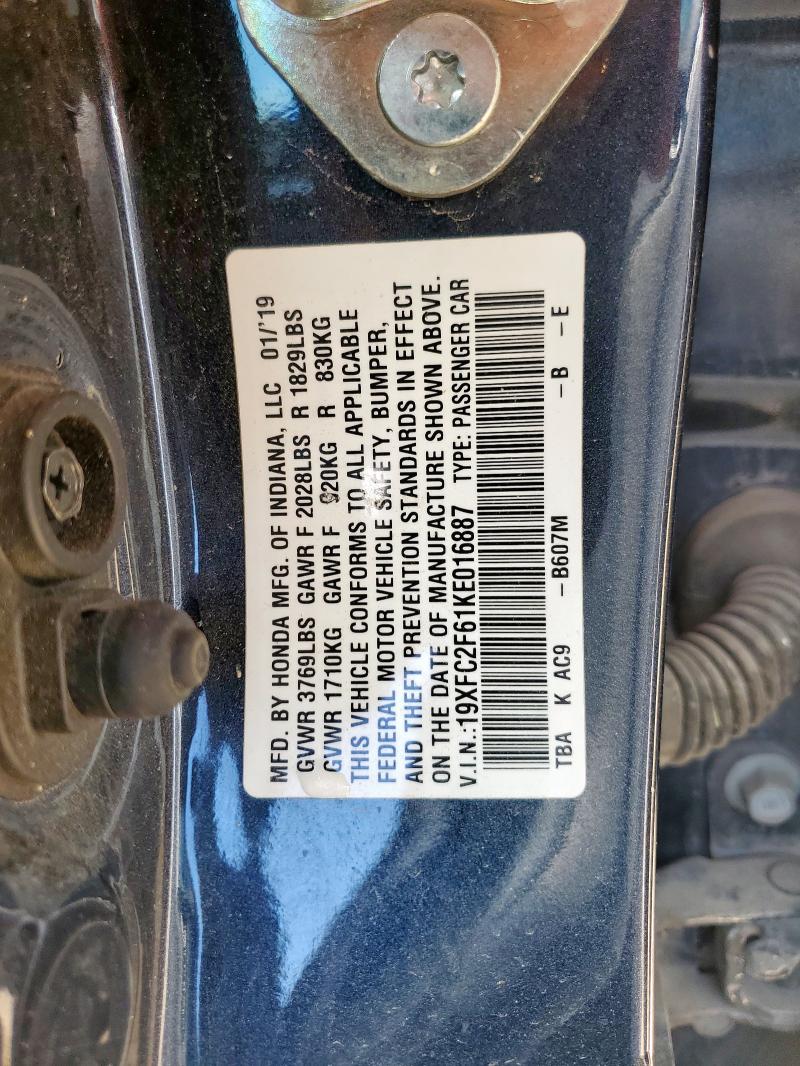 MFD. BY HONDA MFG. OF INDIANA, LLC 01/'19
GVWR 3769LBS GAWR F 2028LBS R 1829LBS
GVWR 1710KG GAWR F 920KG R 830KG
THIS VEHICLE CONFORMS TO ALL APPLICABLE
FEDERAL MOTOR VEHICLE SAFETY, BUMPER,
AND THEFT PREVENTION STANDARDS IN EFFECT
ON THE DATE OF MANUFACTURE SHOWN ABOVE.
V.I.N.:19XFC2F61KE016887 TYPE: PASSENGER CAR
TBA K AC9 -B607M -B -E